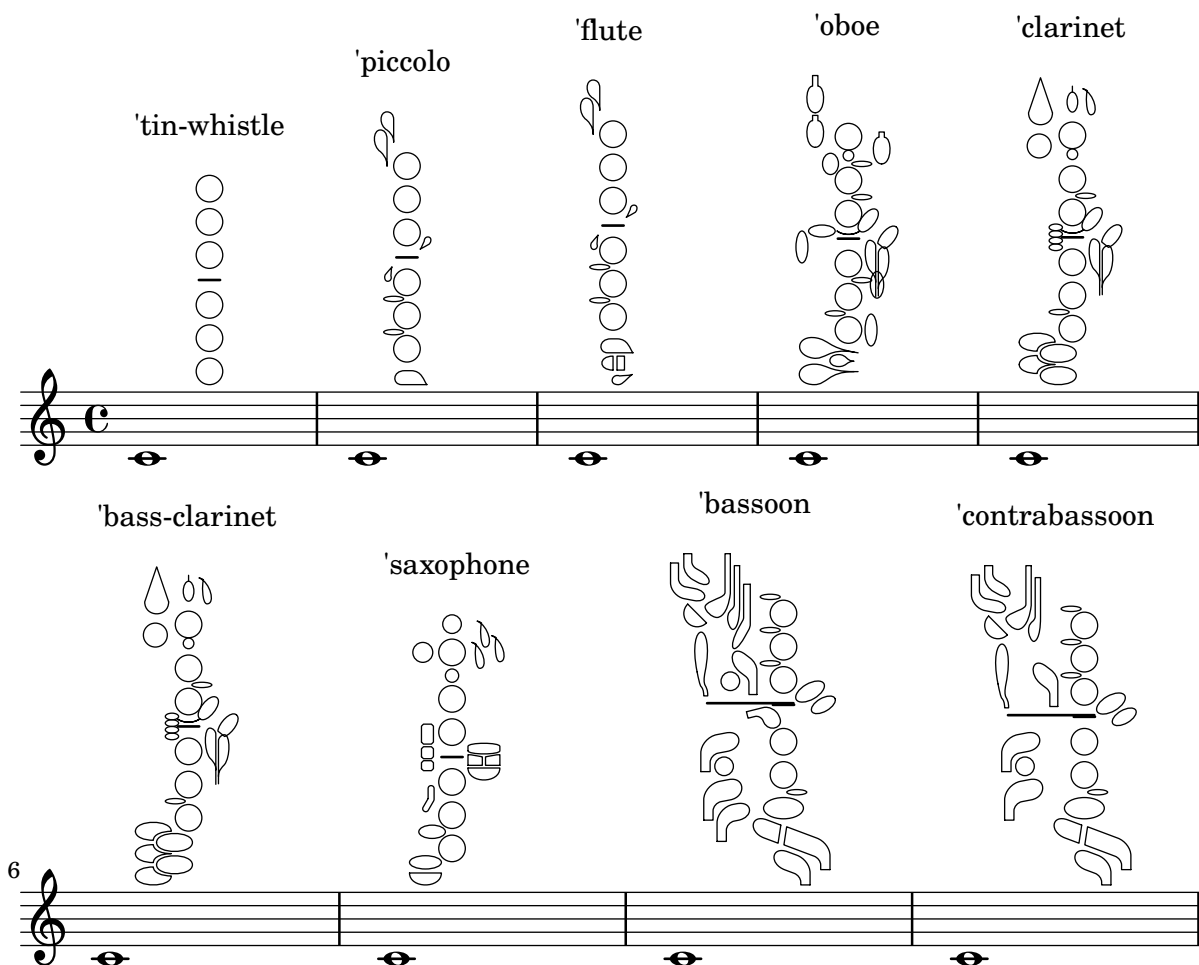 'tin-whistle
'piccolo
'flute
'oboe
'clarinet
'bass-clarinet
'saxophone
'bassoon
'contrabassoon
6